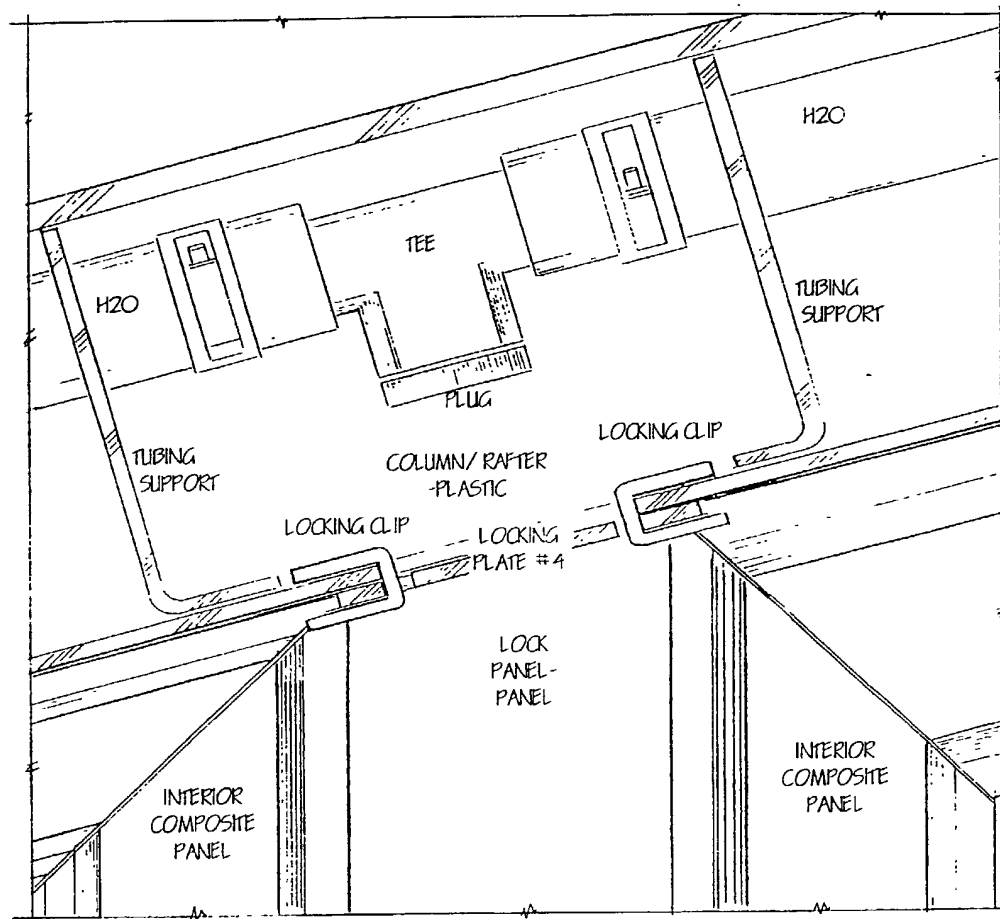 H2O
TEE
H2O
TUBING
SUPPORT
PLUG
LOCKING CLIP
TUBING
SUPPORT
COLUMN/ RAFTER
-PLASTIC
LOCKING CLIP
LOCKING
PLATE #4
LOCK
PANEL-
PANEL
INTERIOR
COMPOSITE
PANEL
INTERIOR
COMPOSITE
PANEL